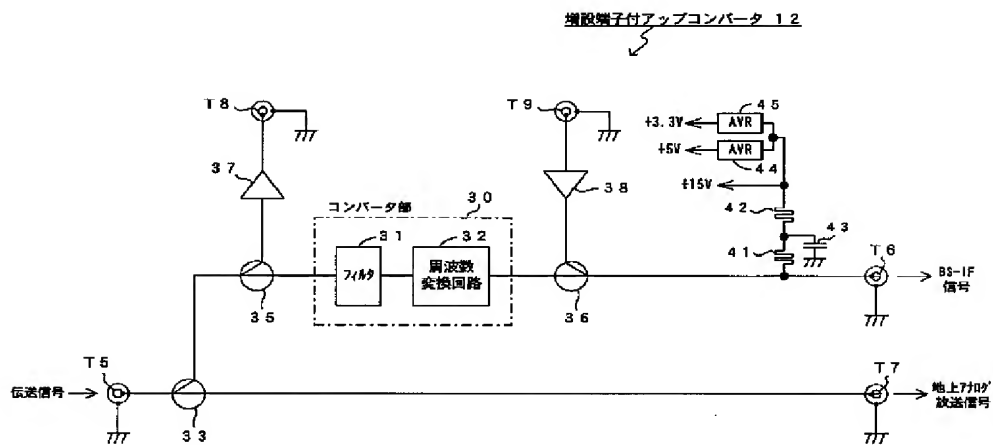 増設端子付アップコンバータ 12
T8
T9
45
+3.3V
AVR
+5V
AVR
44
37
38
+15V
コンバータ部
30
42
43
31
32
41
T6
フィルタ
周波数
変換回路
BS-IF
信号
35
36
T5
T7
伝送信号
地上アナログ
放送信号
33